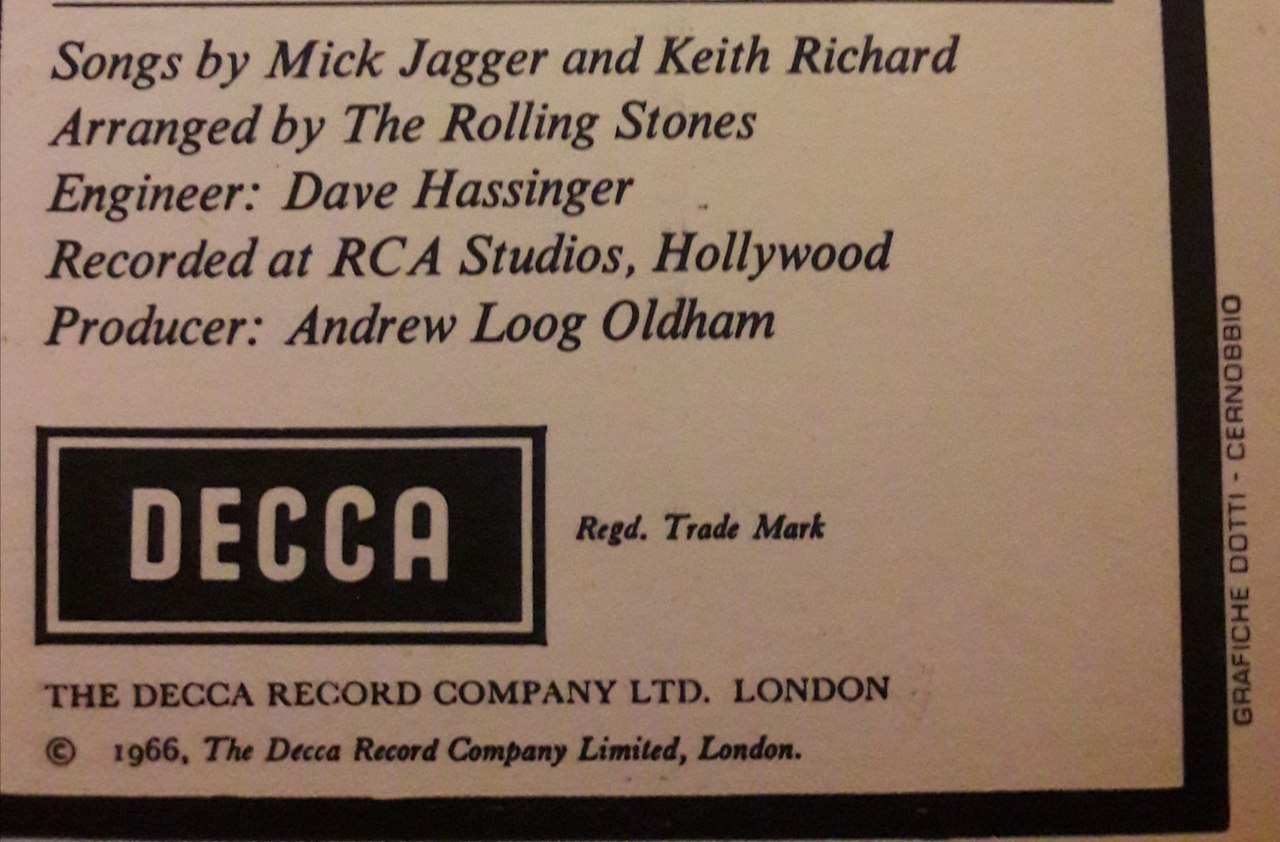 Songs by Mick Jagger and Keith Richard
Arranged by The Rolling Stones
Engineer: Dave Hassinger
Recorded at RCA Studios, Hollywood
Producer: Andrew Loog Oldham
DECCA
Regd. Trade Mark
THE DECCA RECORD COMPANY LTD. LONDON
© 1966, The Decca Record Company Limited, London.
GRAFICHE DOTTI - CERNOBBIO